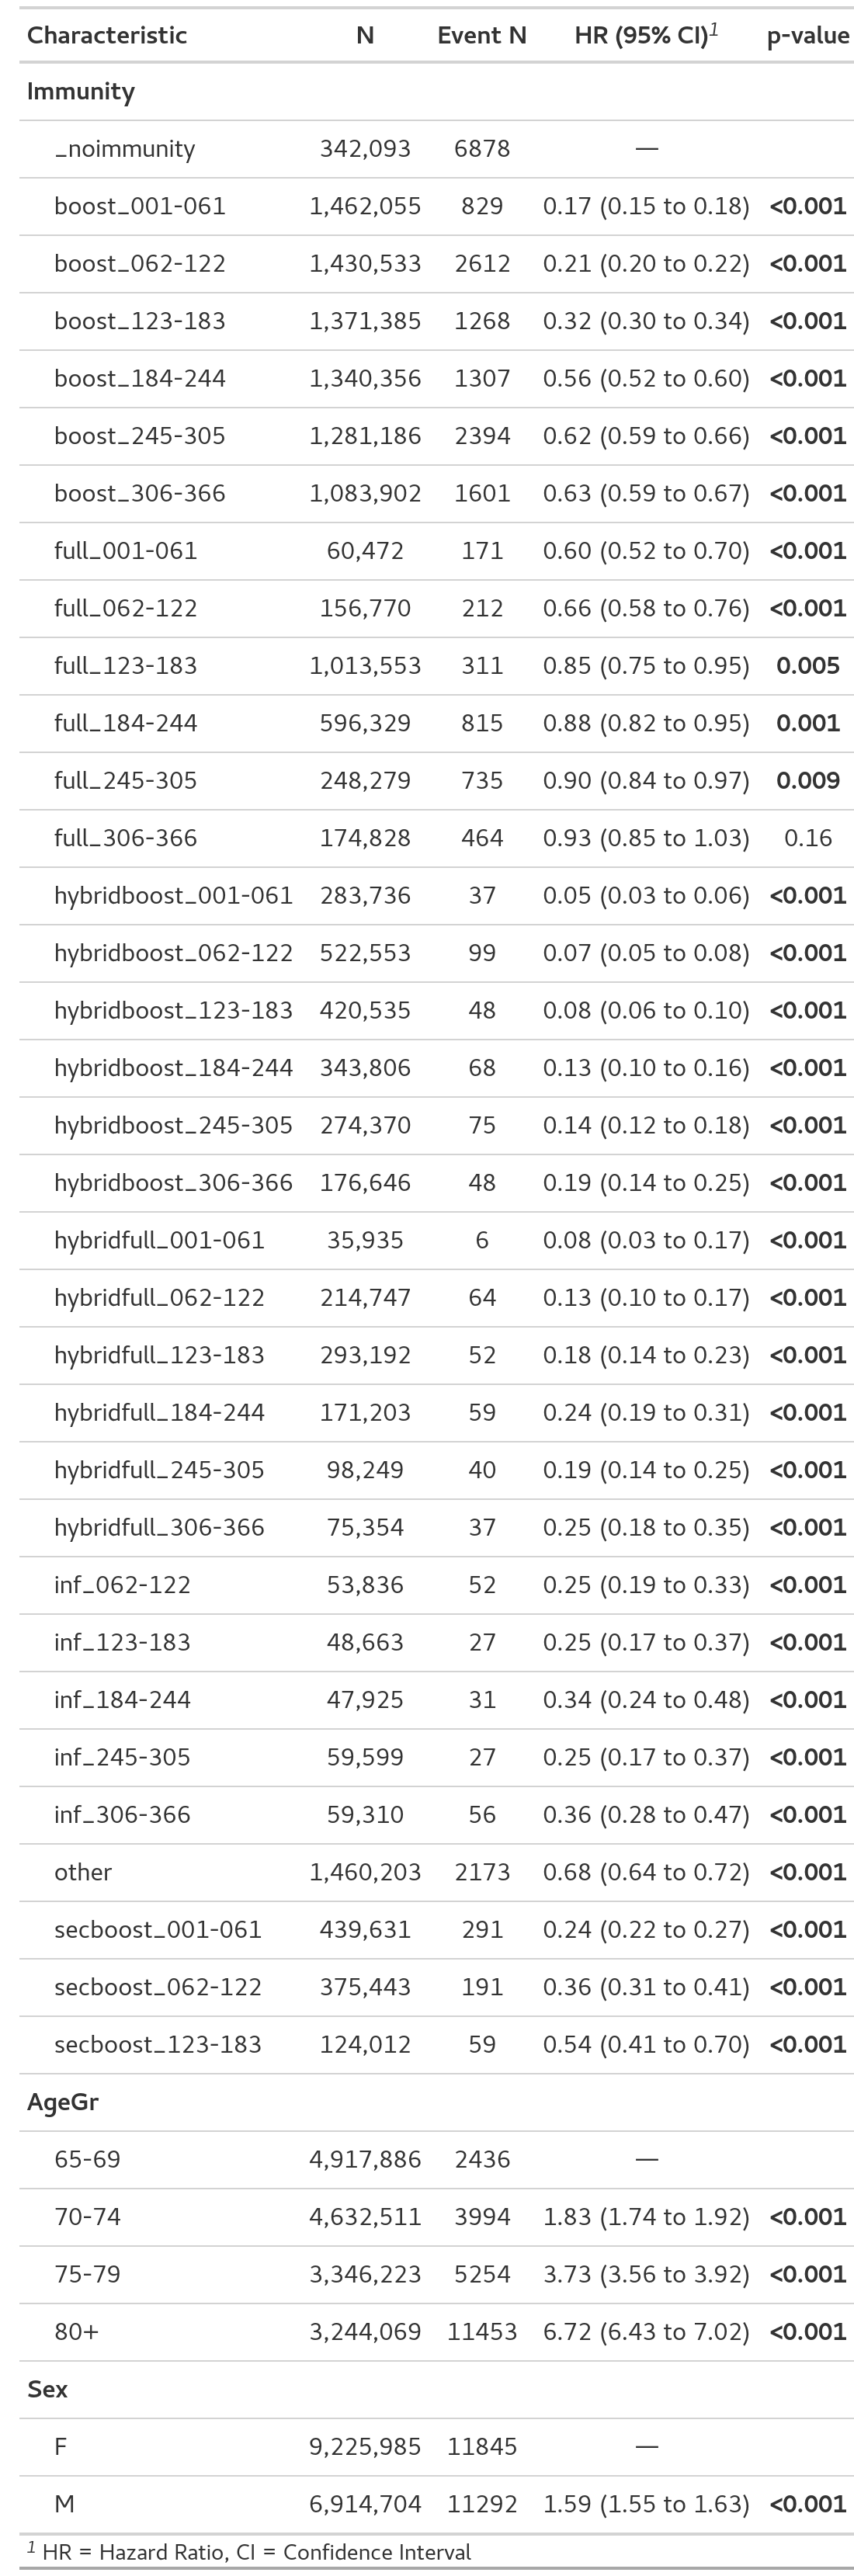 Characteristic N Event N HR (95% CI)1 p-value
Immunity
_noimmunity 342,093 6878 —
boost_001-061 1,462,055 829 0.17 (0.15 to 0.18) <0.001
boost_062-122 1,430,533 2612 0.21 (0.20 to 0.22) <0.001
boost_123-183 1,371,385 1268 0.32 (0.30 to 0.34) <0.001
boost_184-244 1,340,356 1307 0.56 (0.52 to 0.60) <0.001
boost_245-305 1,281,186 2394 0.62 (0.59 to 0.66) <0.001
boost_306-366 1,083,902 1601 0.63 (0.59 to 0.67) <0.001
full_001-061 60,472 171 0.60 (0.52 to 0.70) <0.001
full_062-122 156,770 212 0.66 (0.58 to 0.76) <0.001
full_123-183 1,013,553 311 0.85 (0.75 to 0.95) 0.005
full_184-244 596,329 815 0.88 (0.82 to 0.95) 0.001
full_245-305 248,279 735 0.90 (0.84 to 0.97) 0.009
full_306-366 174,828 464 0.93 (0.85 to 1.03) 0.16
hybridboost_001-061 283,736 37 0.05 (0.03 to 0.06) <0.001
hybridboost_062-122 522,553 99 0.07 (0.05 to 0.08) <0.001
hybridboost_123-183 420,535 48 0.08 (0.06 to 0.10) <0.001
hybridboost_184-244 343,806 68 0.13 (0.10 to 0.16) <0.001
hybridboost_245-305 274,370 75 0.14 (0.12 to 0.18) <0.001
hybridboost_306-366 176,646 48 0.19 (0.14 to 0.25) <0.001
hybridfull_001-061 35,935 6 0.08 (0.03 to 0.17) <0.001
hybridfull_062-122 214,747 64 0.13 (0.10 to 0.17) <0.001
hybridfull_123-183 293,192 52 0.18 (0.14 to 0.23) <0.001
hybridfull_184-244 171,203 59 0.24 (0.19 to 0.31) <0.001
hybridfull_245-305 98,249 40 0.19 (0.14 to 0.25) <0.001
hybridfull_306-366 75,354 37 0.25 (0.18 to 0.35) <0.001
inf_062-122 53,836 52 0.25 (0.19 to 0.33) <0.001
inf_123-183 48,663 27 0.25 (0.17 to 0.37) <0.001
inf_184-244 47,925 31 0.34 (0.24 to 0.48) <0.001
inf_245-305 59,599 27 0.25 (0.17 to 0.37) <0.001
inf_306-366 59,310 56 0.36 (0.28 to 0.47) <0.001
other 1,460,203 2173 0.68 (0.64 to 0.72) <0.001
secboost_001-061 439,631 291 0.24 (0.22 to 0.27) <0.001
secboost_062-122 375,443 191 0.36 (0.31 to 0.41) <0.001
secboost_123-183 124,012 59 0.54 (0.41 to 0.70) <0.001
AgeGr
65-69 4,917,886 2436 —
70-74 4,632,511 3994 1.83 (1.74 to 1.92) <0.001
75-79 3,346,223 5254 3.73 (3.56 to 3.92) <0.001
80+ 3,244,069 11453 6.72 (6.43 to 7.02) <0.001
Sex
F 9,225,985 11845 —
M 6,914,704 11292 1.59 (1.55 to 1.63) <0.001
1 HR = Hazard Ratio, CI = Confidence Interval